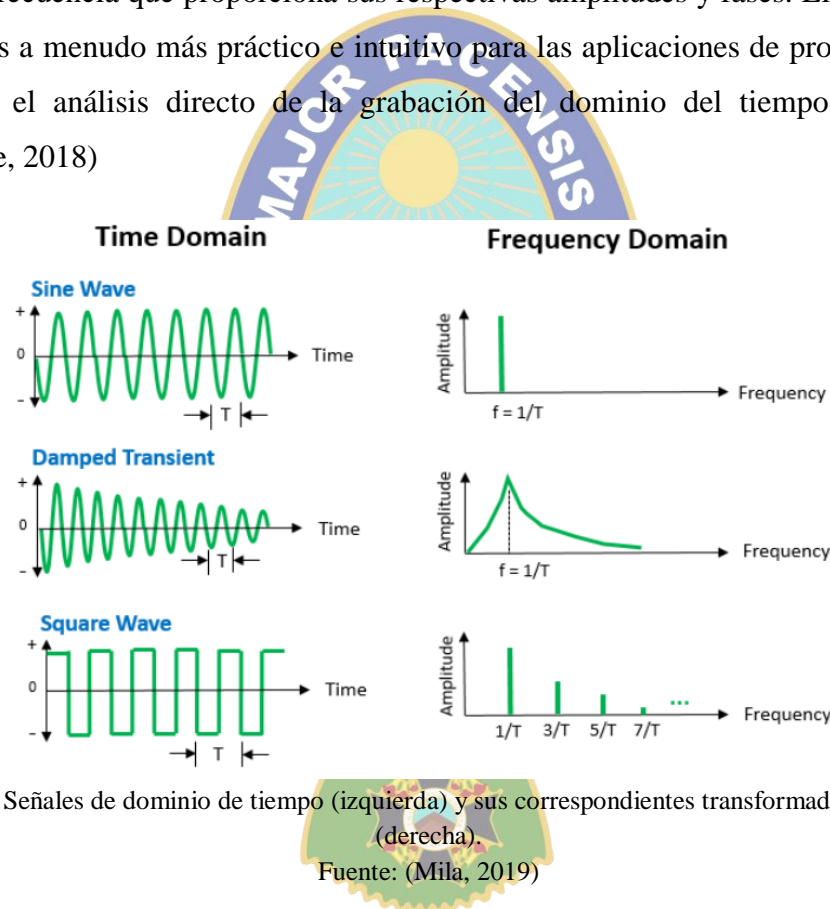 recuencia que proporciona sus respectivas amplitudes y fases. El
s a menudo más práctico e intuitivo para las aplicaciones de pro
el análisis directo de la grabación del dominio del tiempo
e, 2018)
MAJOR PACENSIS
Time Domain
Frequency Domain
Sine Wave
+
0
-
Time
T
Amplitude
Frequency
f = 1/T
Damped Transient
+
0
-
Time
T
Amplitude
Frequency
f = 1/T
Square Wave
+
0
-
Time
T
Amplitude
...
Frequency
1/T 3/T 5/T 7/T
Señales de dominio de tiempo (izquierda) y sus correspondientes transformad
(derecha).
Fuente: (Mila, 2019)